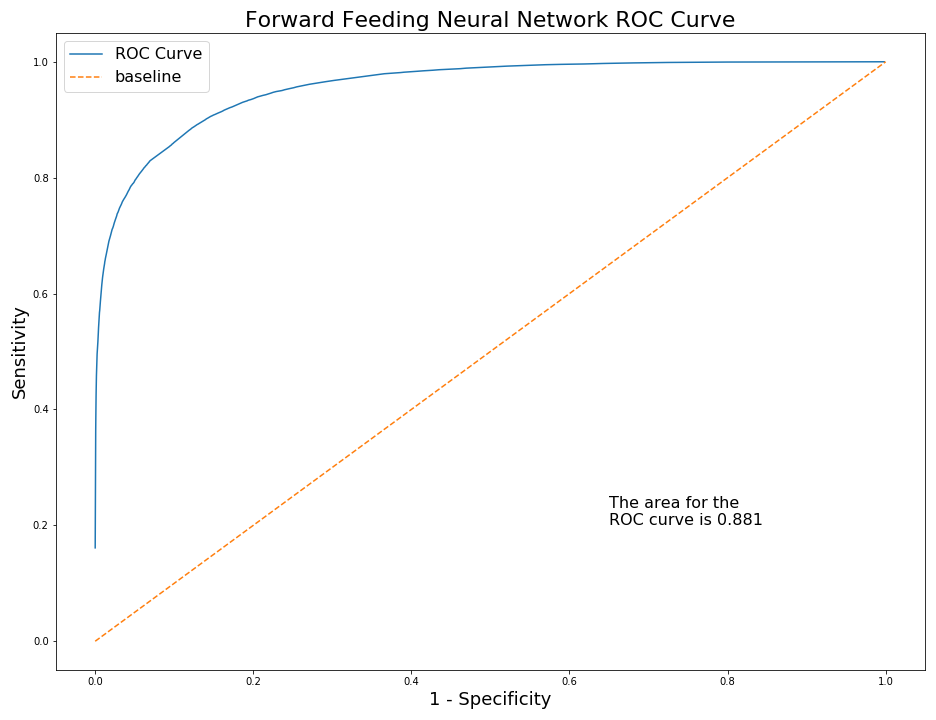 Forward Feeding Neural Network ROC Curve
ROC Curve
baseline
1.0
0.8
0.6
0.4
0.2
0.0
Sensitivity
The area for the
ROC curve is 0.881
0.0 0.2 0.4 0.6 0.8 1.0
1 - Specificity